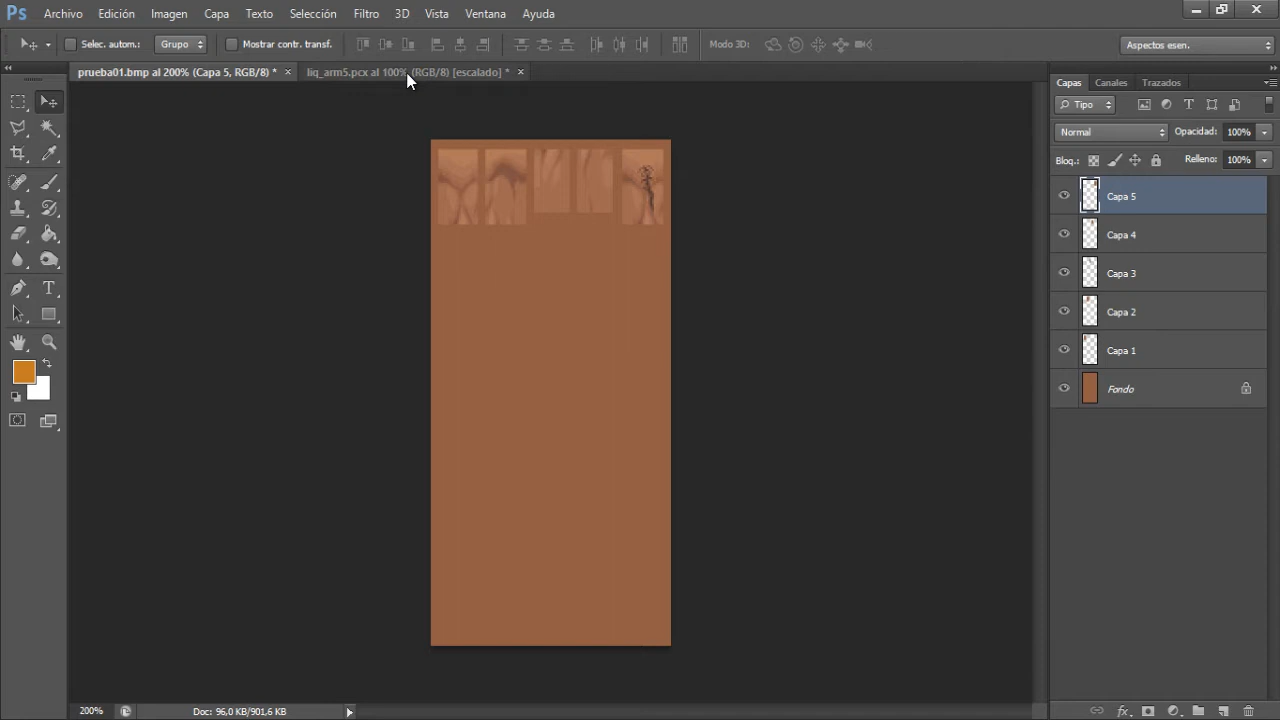 Ps Archivo Edición Imagen Capa Texto Selección Filtro 3D Vista Ventana Ayuda
Selec. autom.: Grupo Mostrar contr. transf. Modo 3D: Aspectos esen.
prueba01.bmp al 200% (Capa 5, RGB/8) * × liq_arm5.pcx al 100% (RGB/8) [escalado] * ×
Capas Canales Trazados
Tipo
Normal Opacidad: 100%
Bloq.: Relleno: 100%
Capa 5
Capa 4
Capa 3
Capa 2
Capa 1
Fondo
200% Doc: 96,0 KB/901,6 KB